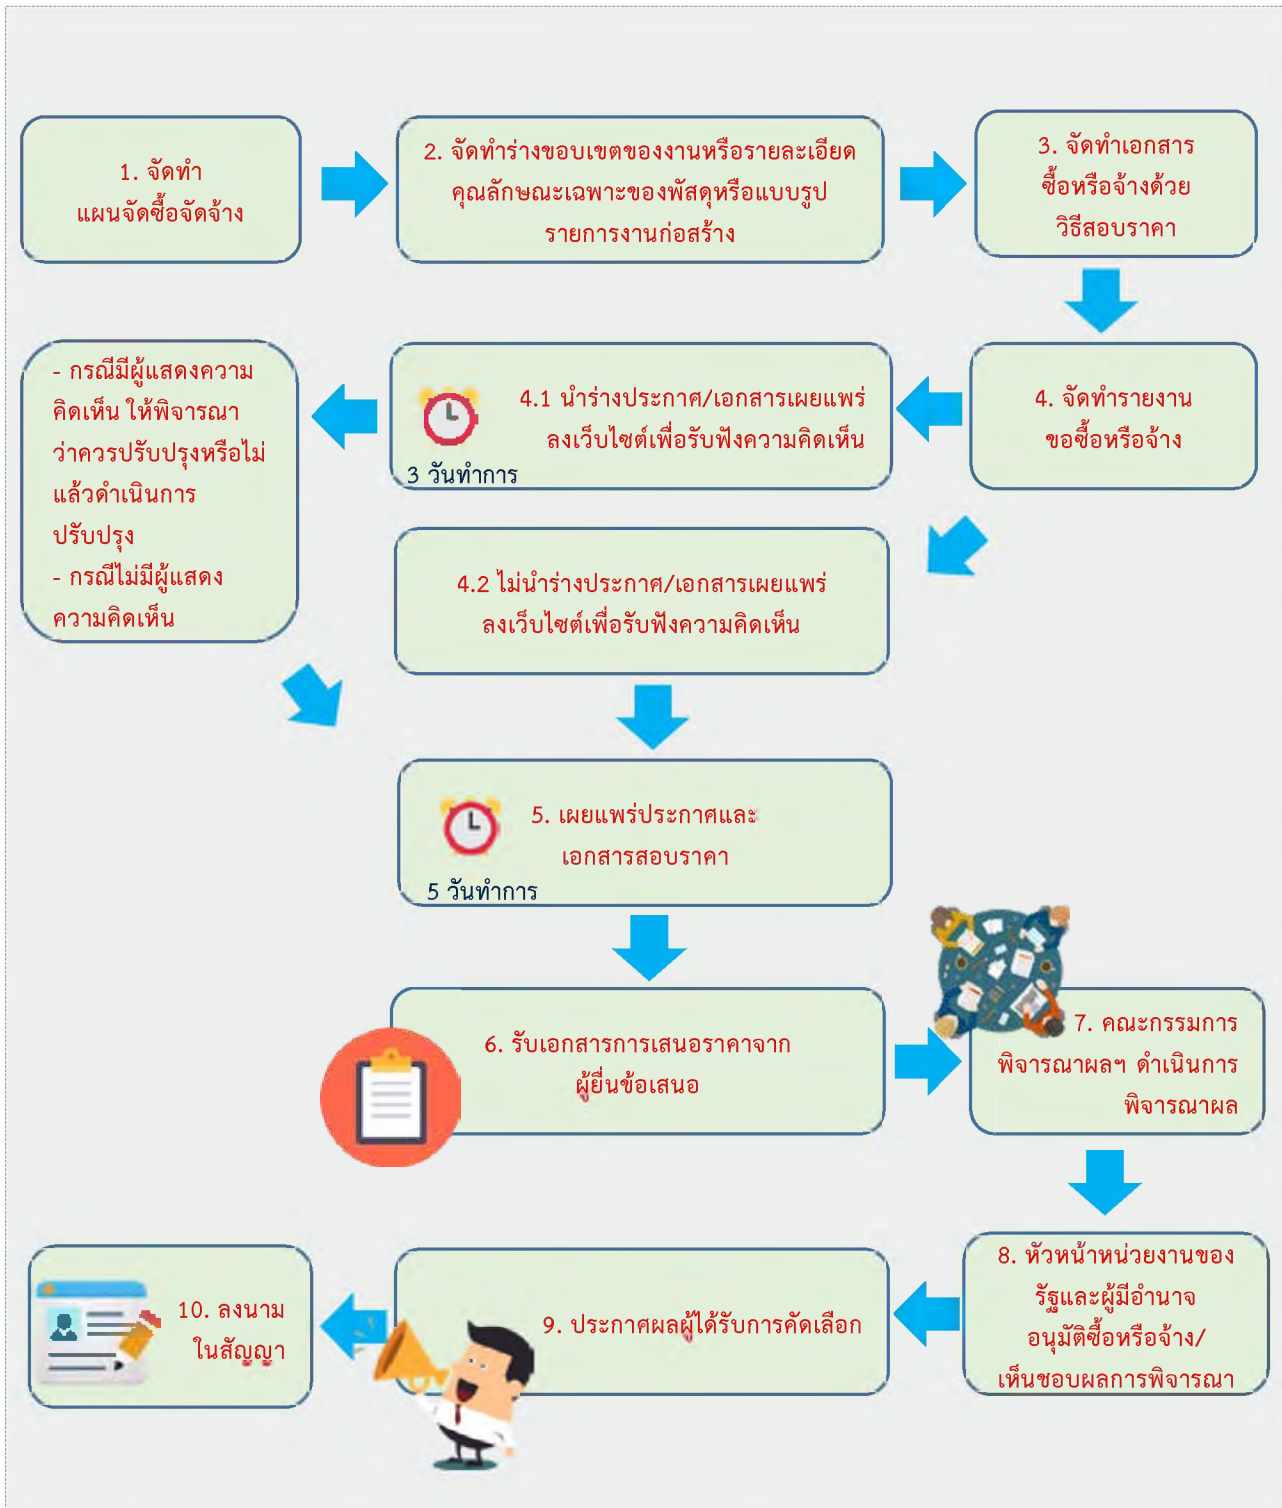 1. จัดทำ
แผนจัดซื้อจัดจ้าง
2. จัดทำร่างขอบเขตของงานหรือรายละเอียด
คุณลักษณะเฉพาะของพัสดุหรือแบบรูป
รายการงานก่อสร้าง
3. จัดทำเอกสาร
ซื้อหรือจ้างด้วย
วิธีสอบราคา
4. จัดทำรายงาน
ขอซื้อหรือจ้าง
4.1 นำร่างประกาศ/เอกสารเผยแพร่
ลงเว็บไซต์เพื่อรับฟังความคิดเห็น
3 วันทำการ
- กรณีมีผู้แสดงความ
คิดเห็น ให้พิจารณา
ว่าควรปรับปรุงหรือไม่
แล้วดำเนินการ
ปรับปรุง
- กรณีไม่มีผู้แสดง
ความคิดเห็น
4.2 ไม่นำร่างประกาศ/เอกสารเผยแพร่
ลงเว็บไซต์เพื่อรับฟังความคิดเห็น
5. เผยแพร่ประกาศและ
เอกสารสอบราคา
5 วันทำการ
6. รับเอกสารการเสนอราคาจาก
ผู้ยื่นข้อเสนอ
7. คณะกรรมการ
พิจารณาผลฯ ดำเนินการ
พิจารณาผล
8. หัวหน้าหน่วยงานของ
รัฐและผู้มีอำนาจ
อนุมัติซื้อหรือจ้าง/
เห็นชอบผลการพิจารณา
9. ประกาศผลผู้ได้รับการคัดเลือก
10. ลงนาม
ในสัญญา